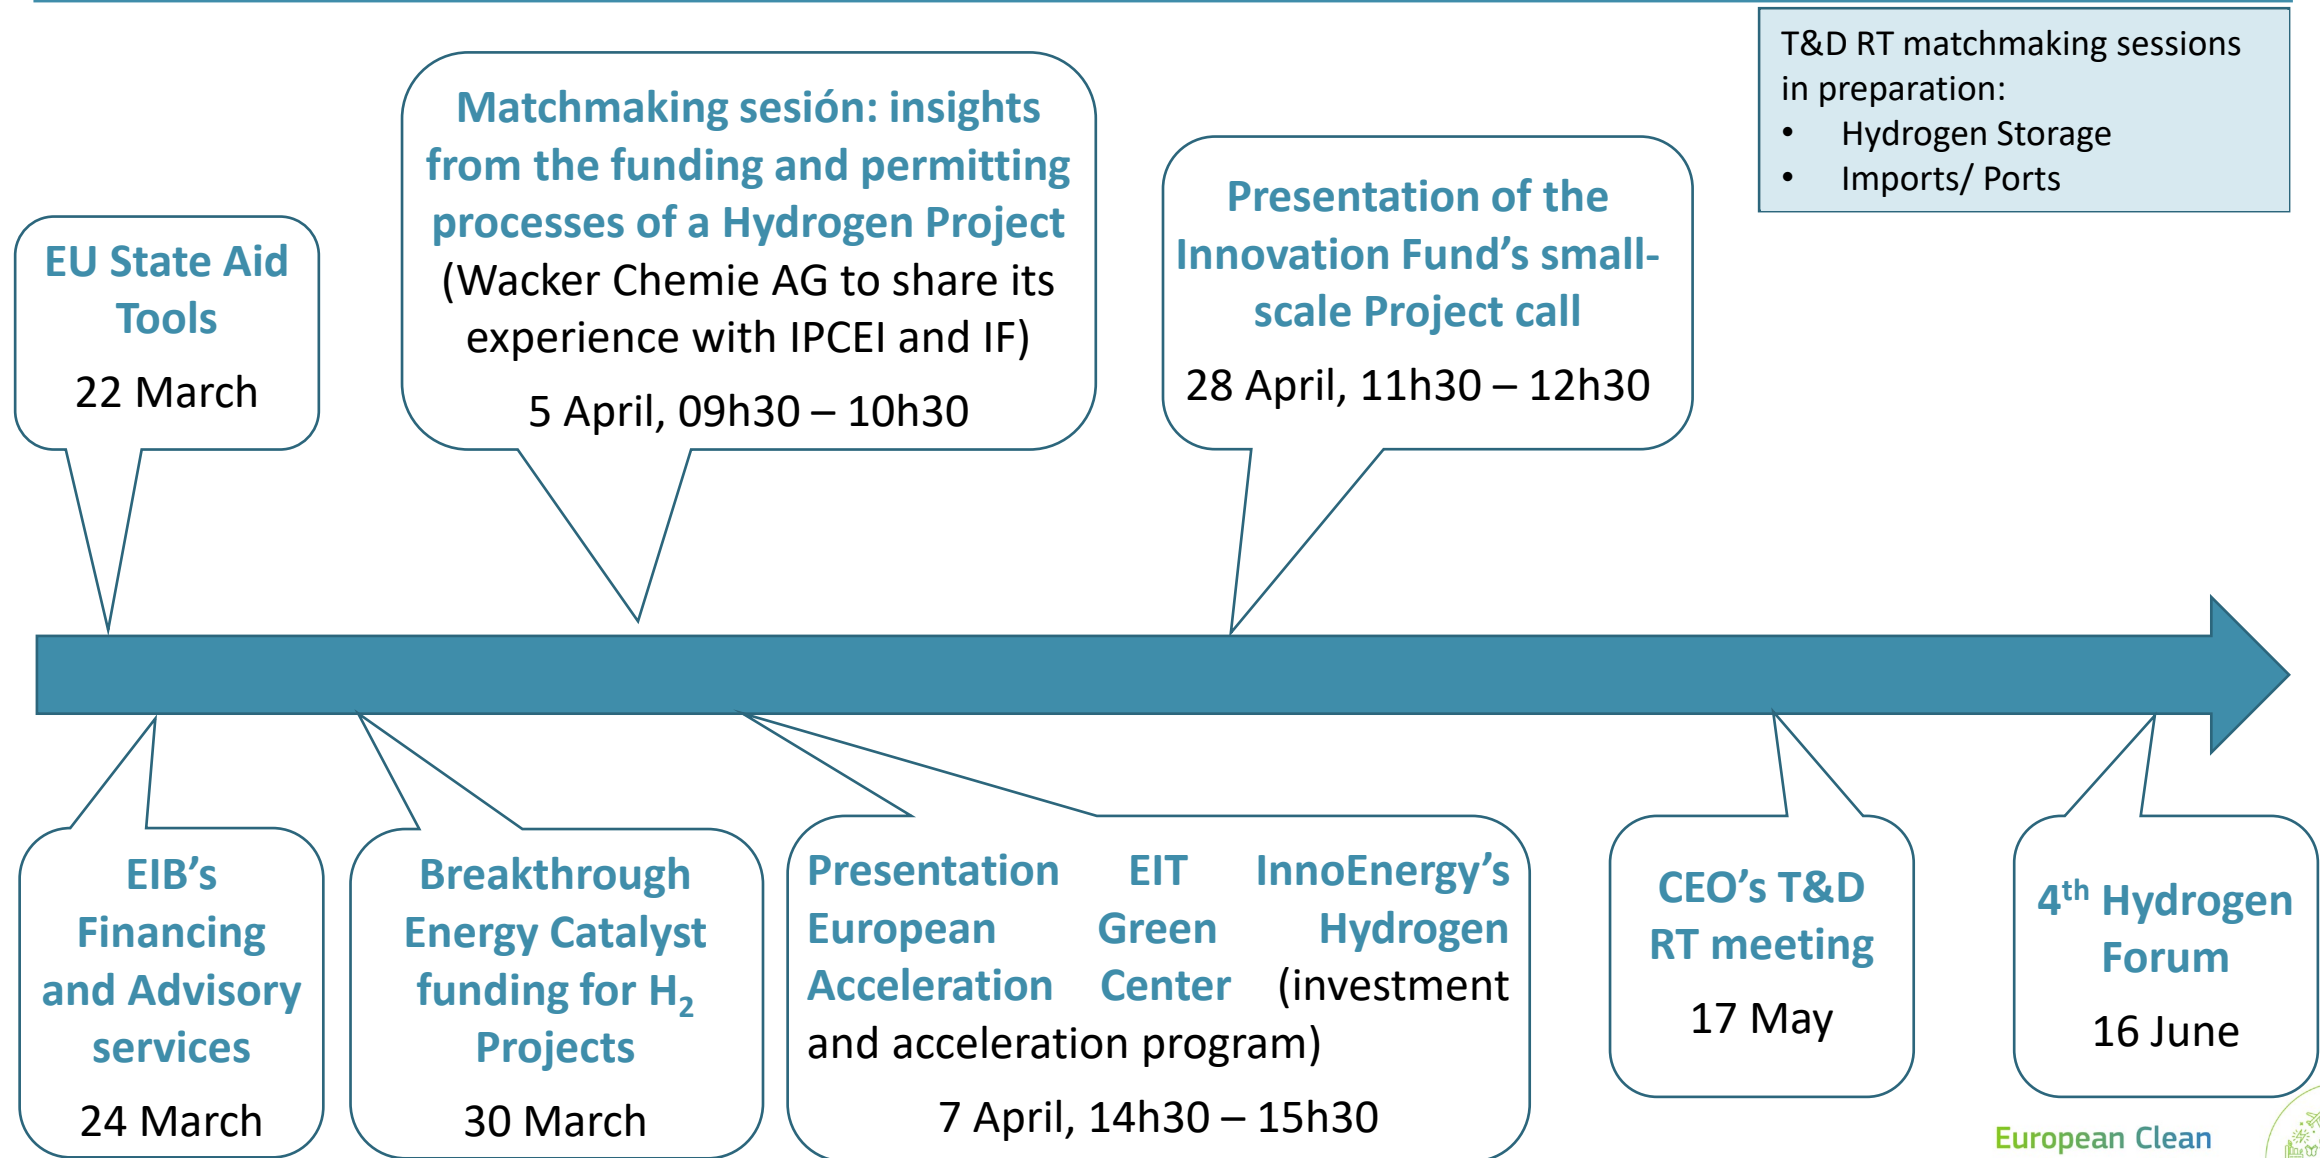 T&D RT matchmaking sessions
in preparation:
• Hydrogen Storage
• Imports/ Ports
EU State Aid
Tools
22 March
Matchmaking sesión: insights
from the funding and permitting
processes of a Hydrogen Project
(Wacker Chemie AG to share its
experience with IPCEI and IF)
5 April, 09h30 – 10h30
Presentation of the
Innovation Fund’s small-
scale Project call
28 April, 11h30 – 12h30
EIB’s
Financing
and Advisory
services
24 March
Breakthrough
Energy Catalyst
funding for H₂
Projects
30 March
Presentation EIT InnoEnergy’s
European Green Hydrogen
Acceleration Center (investment
and acceleration program)
7 April, 14h30 – 15h30
CEO’s T&D
RT meeting
17 May
4th Hydrogen
Forum
16 June
European Clean